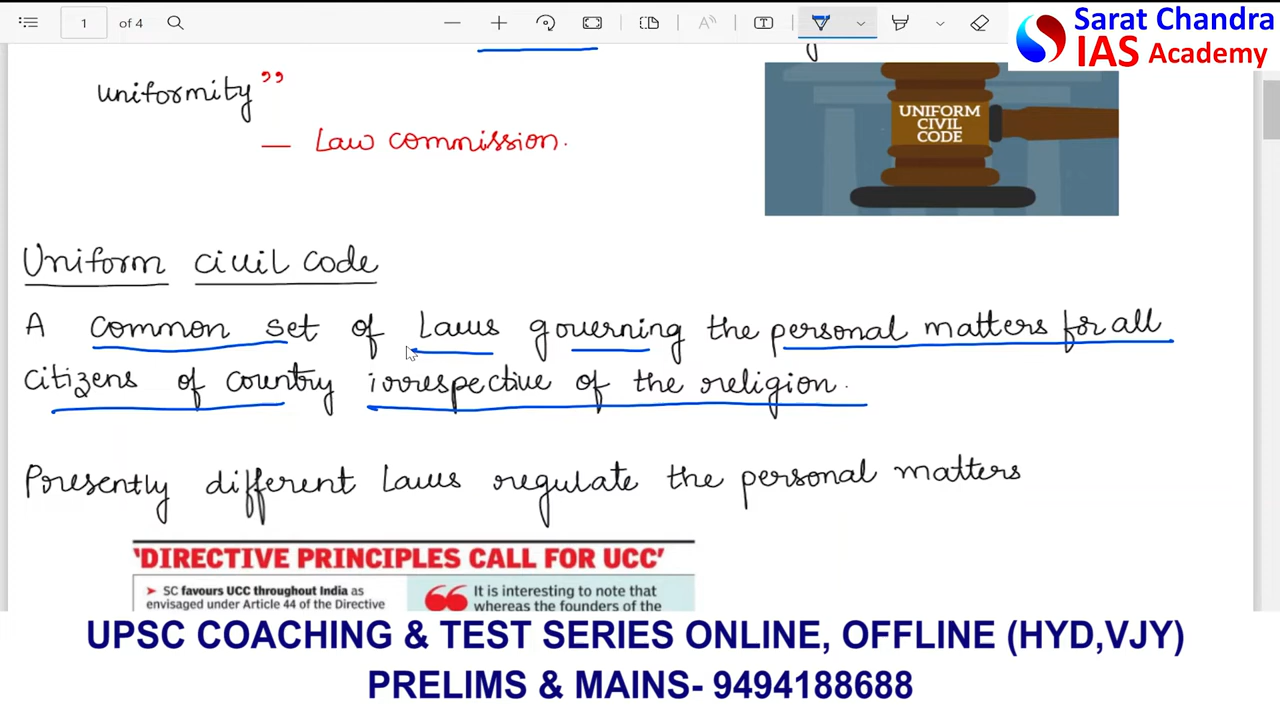 1 of 4
Sarat Chandra
IAS Academy
uniformity”
— Law commission.
UNIFORM
CIVIL
CODE
Uniform civil code
A common set of Laws governing the personal matters for all
citizens of country irrespective of the religion.
Presently different Laws regulate the personal matters
'DIRECTIVE PRINCIPLES CALL FOR UCC'
➤ SC favours UCC throughout India as
envisaged under Article 44 of the Directive
It is interesting to note that
whereas the founders of the
UPSC COACHING & TEST SERIES ONLINE, OFFLINE (HYD,VJY)
PRELIMS & MAINS- 9494188688